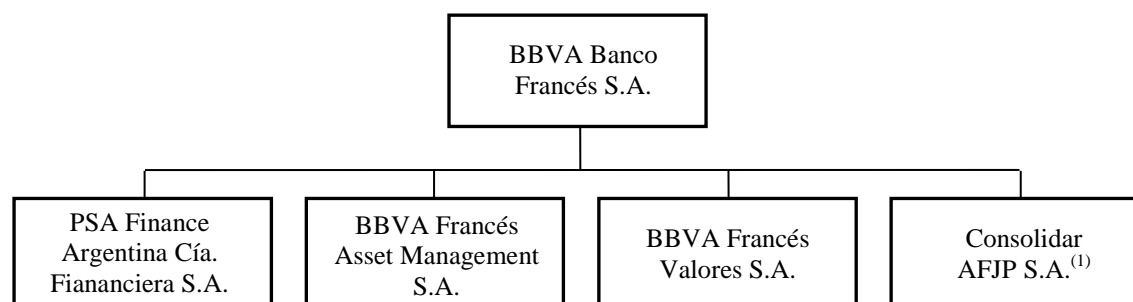 BBVA Banco
Francés S.A.
PSA Finance
Argentina Cía.
Fiananciera S.A.
BBVA Francés
Asset Management
S.A.
BBVA Francés
Valores S.A.
Consolidar
AFJP S.A.(1)